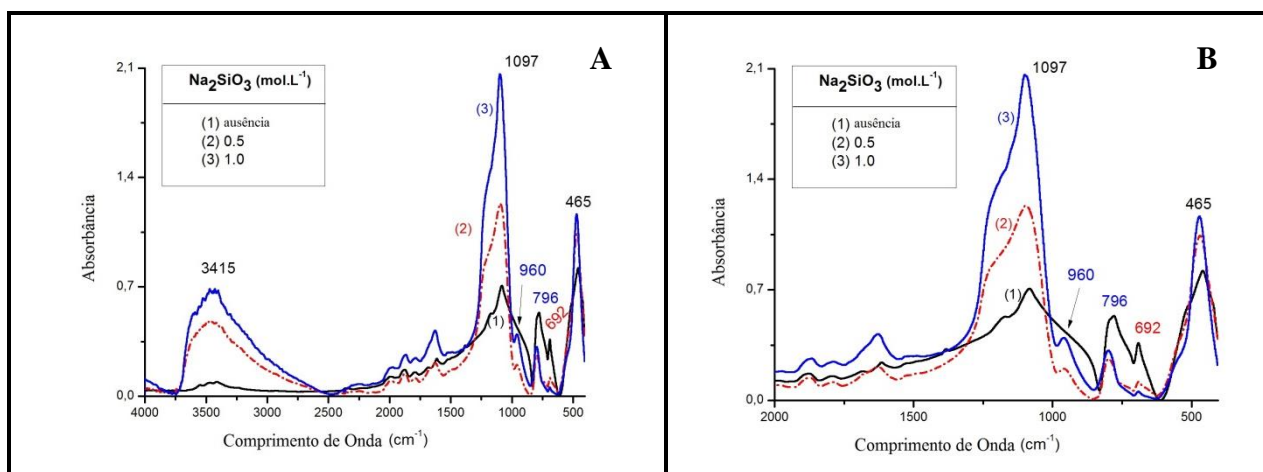 A
2,1
1,4
0,7
0,0
Absorbância
Na2SiO3 (mol.L-1)
(1) ausência
(2) 0.5
(3) 1.0
1097
(3)
(2)
(1)
3415
960
796
692
465
4000 3500 3000 2500 2000 1500 1000 500
Comprimento de Onda (cm-1)
B
2,1
1,4
0,7
0,0
Absorbância
Na2SiO3 (mol.L-1)
(1) ausência
(2) 0.5
(3) 1.0
1097
(3)
(2)
(1)
960
796
692
465
2000 1500 1000 500
Comprimento de Onda (cm-1)